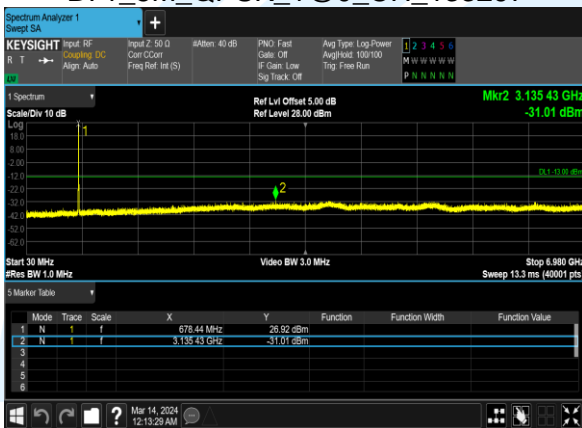 Spectrum Analyzer 1
Swept SA
+
KEYSIGHT
R T
LV
Input: RF
Coupling: DC
Align: Auto
Input Z: 50 Ω
Corr CCorr
Freq Ref: Int (S)
#Atten: 40 dB
PNO: Fast
Gate: Off
IF Gain: Low
Sig Track: Off
Avg Type: Log-Power
Avg|Hold: 100/100
Trig: Free Run
1 2 3 4 5 6
M W W W W W
P N N N N N
1 Spectrum
Scale/Div 10 dB
Ref Lvl Offset 5.00 dB
Ref Level 28.00 dBm
Mkr2 3.135 43 GHz
-31.01 dBm
Log
18.0
8.00
-2.00
-12.0
-22.0
-32.0
-42.0
-52.0
-62.0
1
2
DL1 -13.00 dBm
Start 30 MHz
#Res BW 1.0 MHz
Video BW 3.0 MHz
Stop 6.980 GHz
Sweep 13.3 ms (40001 pts)
5 Marker Table
Mode Trace Scale X Y Function Function Width Function Value
1 N 1 f 678.44 MHz 26.92 dBm
2 N 1 f 3.135 43 GHz -31.01 dBm
3
4
5
6
?
Mar 14, 2024
12:13:29 AM